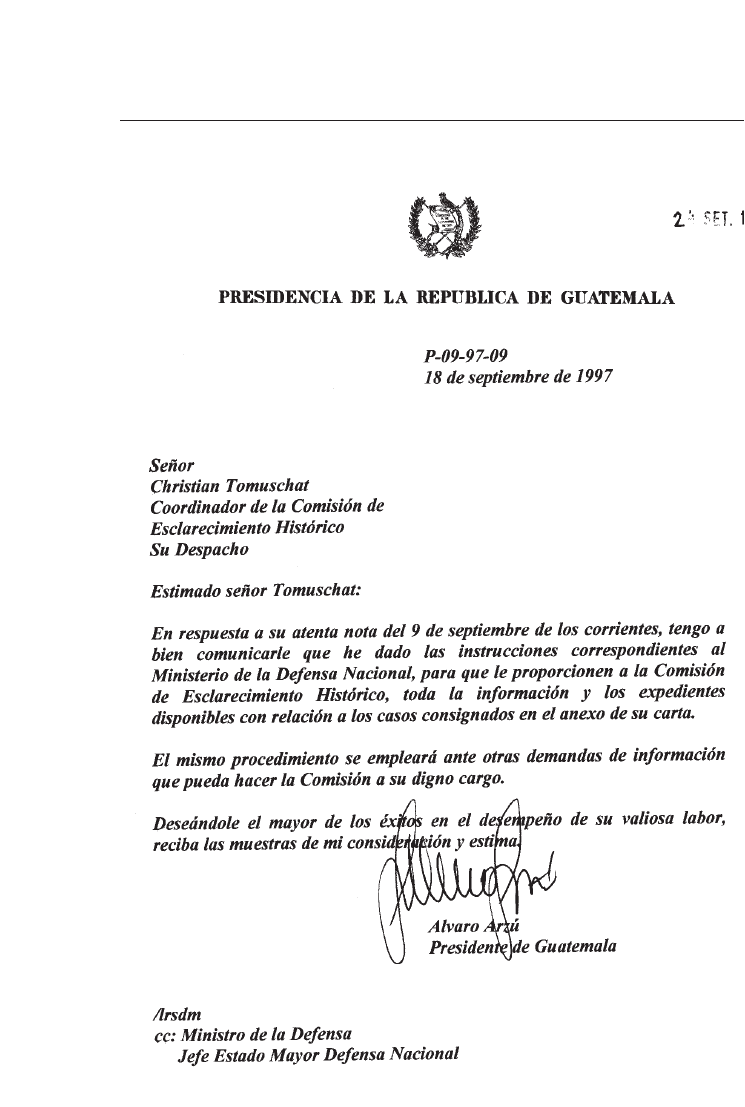 SET.
PRESIDENCIA DE LA REPUBLICA DE GUATEMALA
P-09-97-09
18 de septiembre de 1997
Señor
Christian Tomuschat
Coordinador de la Comisión de
Esclarecimiento Histórico
Su Despacho
Estimado señor Tomuschat:
En respuesta a su atenta nota del 9 de septiembre de los corrientes, tengo a
bien comunicarle que he dado las instrucciones correspondientes al
Ministerio de la Defensa Nacional, para que le proporcionen a la Comisión
de Esclarecimiento Histórico, toda la información y los expedientes
disponibles con relación a los casos consignados en el anexo de su carta.
El mismo procedimiento se empleará ante otras demandas de información
que pueda hacer la Comisión a su digno cargo.
Deseándole el mayor de los éxitos en el desempeño de su valiosa labor,
reciba las muestras de mi consideración y estima.
Alvaro Arzú
Presidente de Guatemala
/lrsdm
cc: Ministro de la Defensa
Jefe Estado Mayor Defensa Nacional